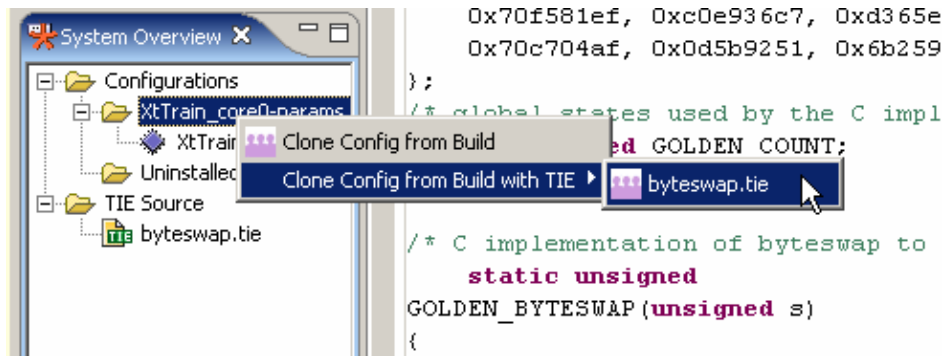 System Overview
Configurations
XtTrain_core0-params
XtTrain
Uninstalled
TIE Source
byteswap.tie
Clone Config from Build
Clone Config from Build with TIE
byteswap.tie
0x70f581ef, 0xc0e936c7, 0xd365e
0x70c704af, 0x0d5b9251, 0x6b259
};
/* global states used by the C impl
ed GOLDEN_COUNT;
/* C implementation of byteswap to
static unsigned
GOLDEN_BYTESWAP(unsigned s)
{